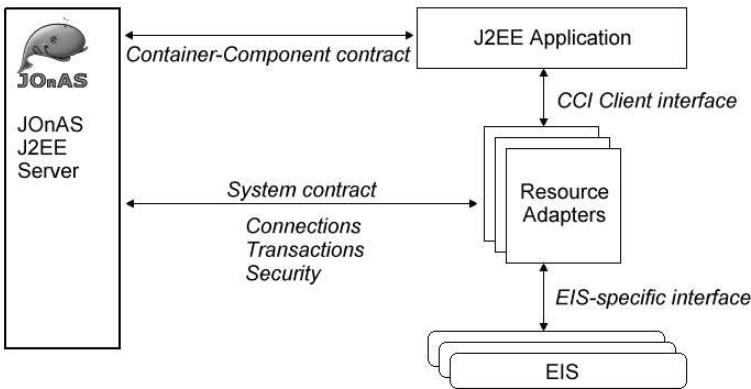 JOnAS
JOnAS
J2EE
Server
Container-Component contract
J2EE Application
CCI Client interface
System contract
Connections
Transactions
Security
Resource
Adapters
EIS-specific interface
EIS